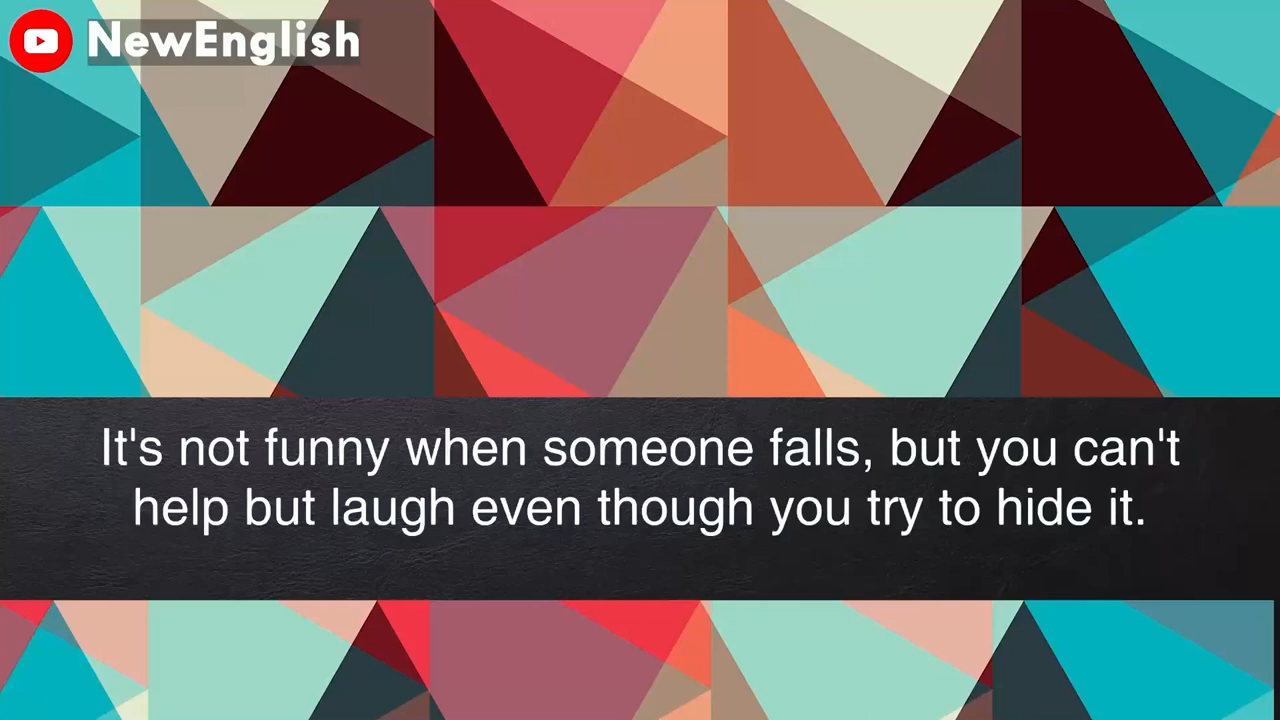 NewEnglish
It's not funny when someone falls, but you can't
help but laugh even though you try to hide it.